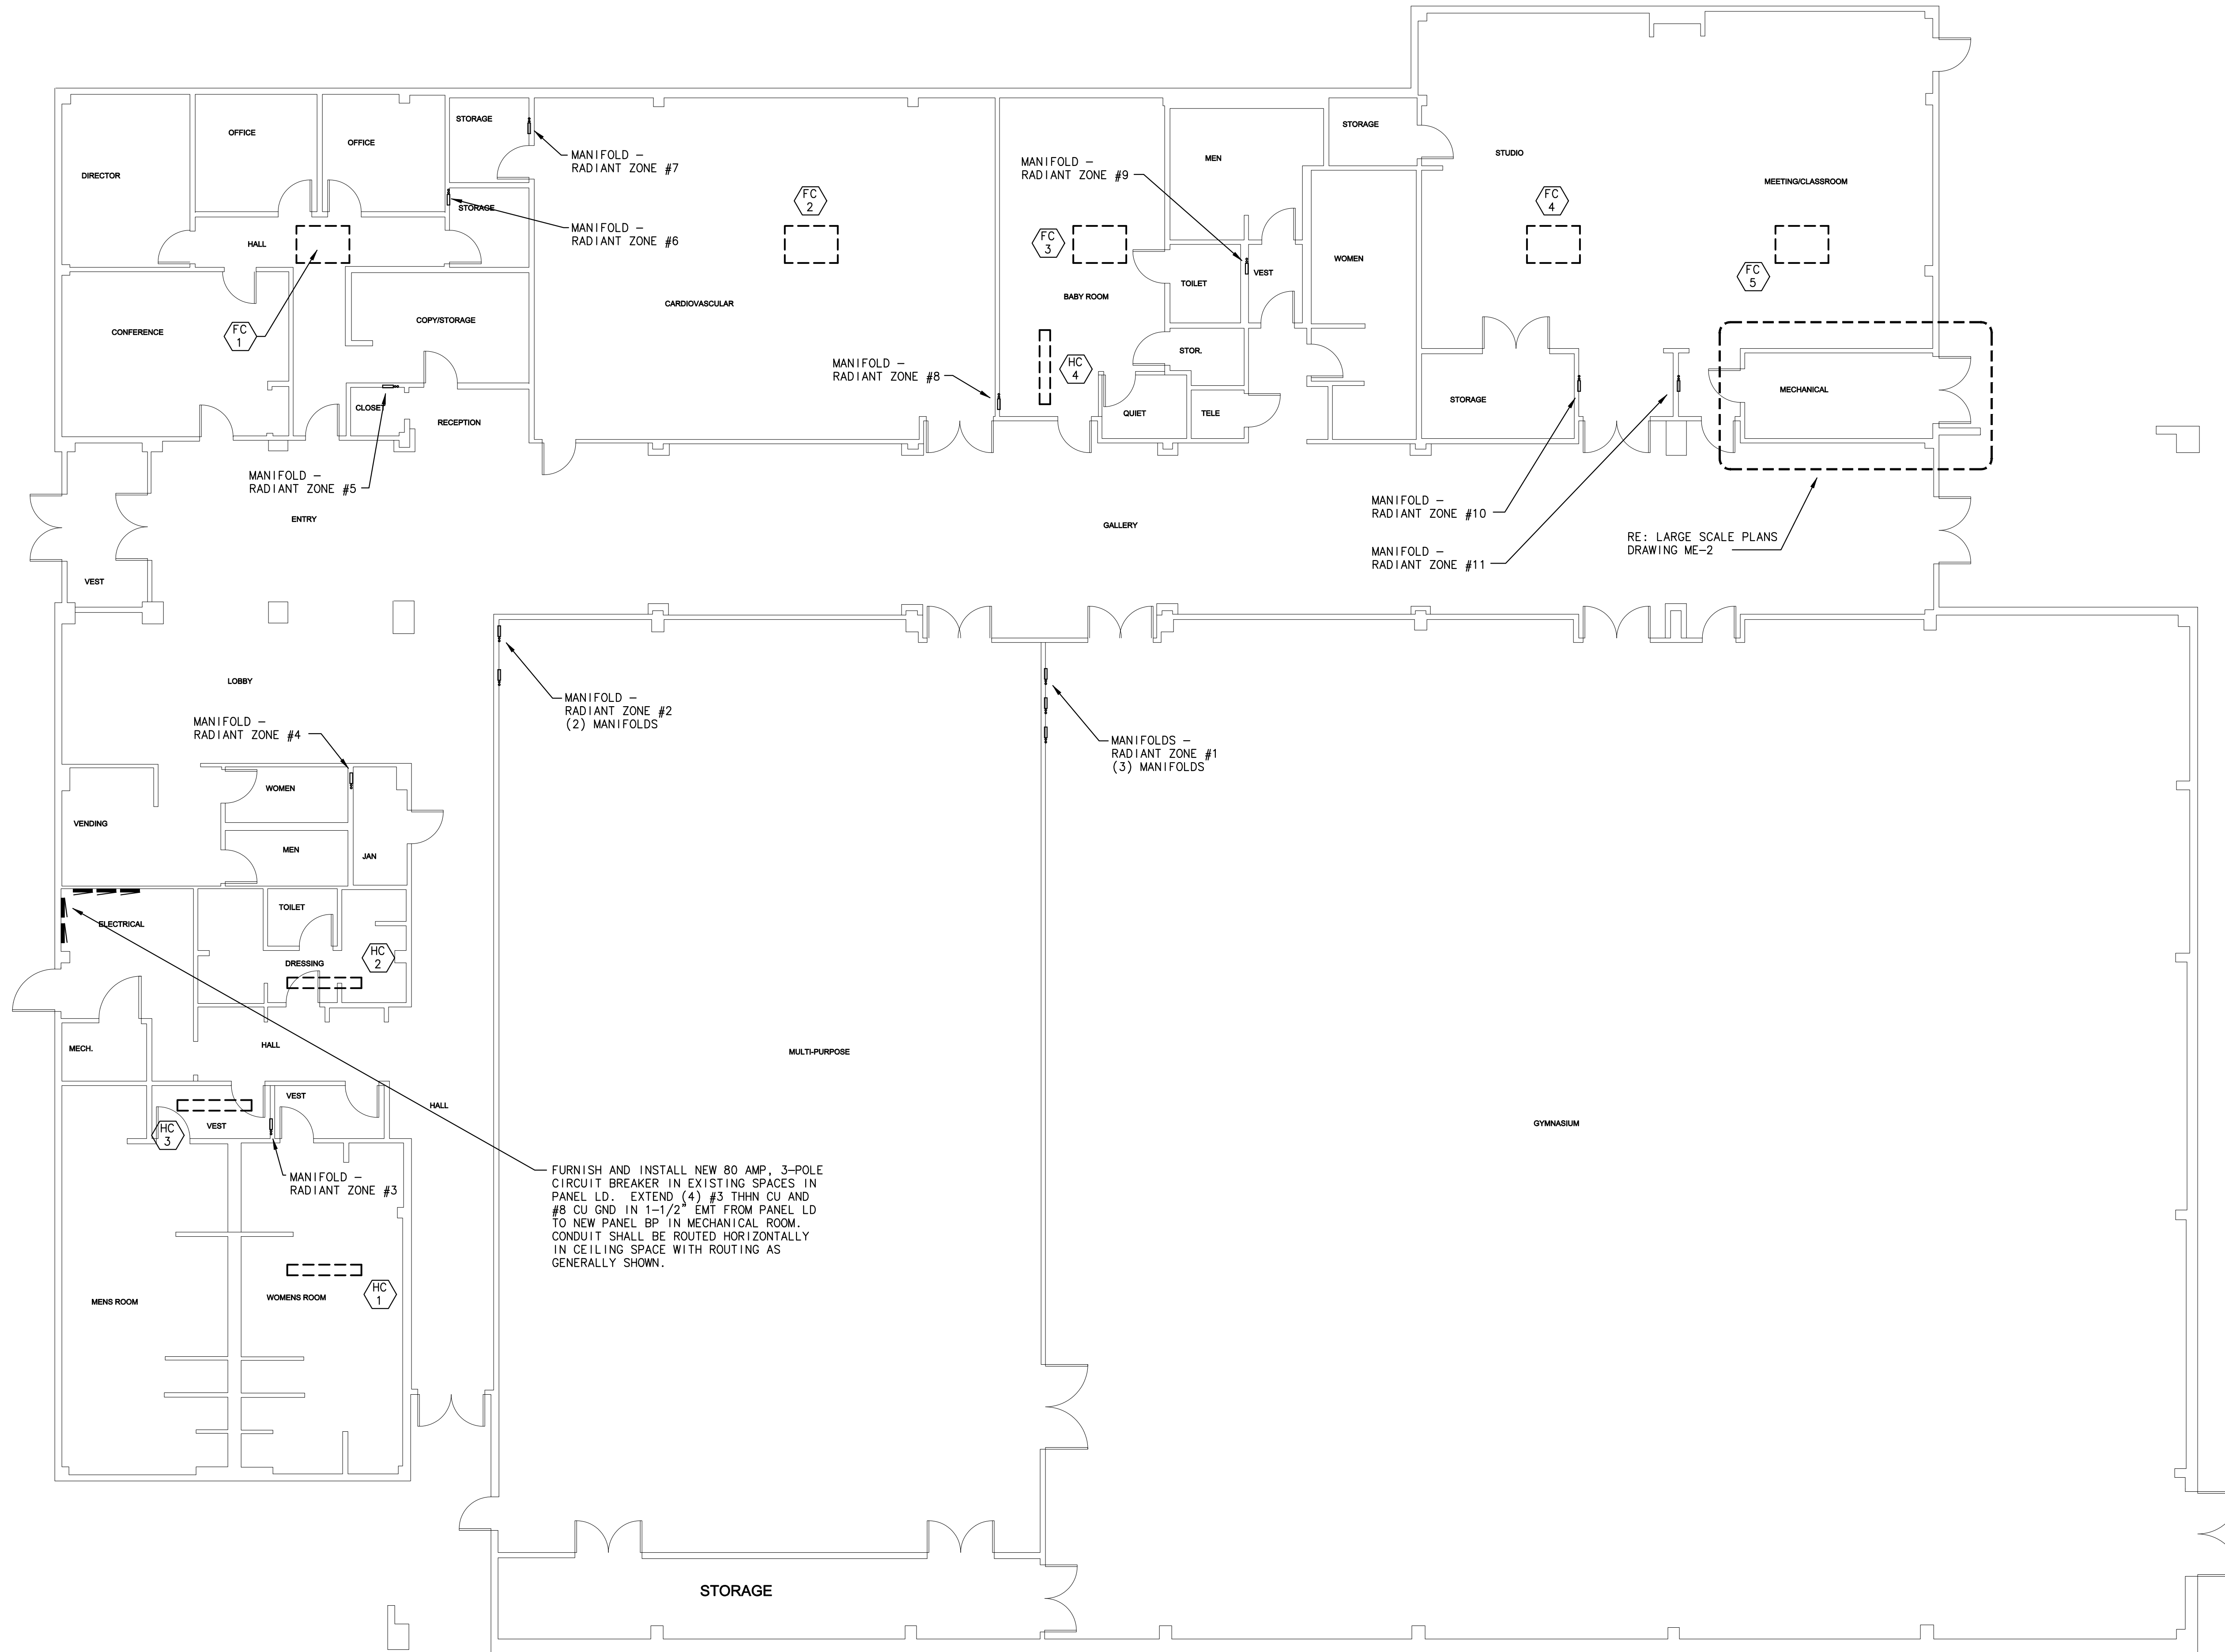 OFFICE
OFFICE
STORAGE
DIRECTOR
MANIFOLD –
RADIANT ZONE #7
STORAGE
MANIFOLD –
RADIANT ZONE #6
HALL
FC
2
MANIFOLD –
RADIANT ZONE #9
MEN
STORAGE
STUDIO
MEETING/CLASSROOM
FC
3
FC
4
FC
5
WOMEN
VEST
TOILET
BABY ROOM
CARDIOVASCULAR
CONFERENCE
FC
1
COPY/STORAGE
MANIFOLD –
RADIANT ZONE #8
HC
4
STOR.
MECHANICAL
CLOSET
RECEPTION
QUIET
TELE
STORAGE
MANIFOLD –
RADIANT ZONE #5
MANIFOLD –
RADIANT ZONE #10
ENTRY
GALLERY
RE: LARGE SCALE PLANS
DRAWING ME–2
MANIFOLD –
RADIANT ZONE #11
VEST
LOBBY
MANIFOLD –
RADIANT ZONE #2
(2) MANIFOLDS
MANIFOLD –
RADIANT ZONE #4
MANIFOLDS –
RADIANT ZONE #1
(3) MANIFOLDS
WOMEN
VENDING
MEN
JAN
TOILET
ELECTRICAL
HC
2
DRESSING
MECH.
HALL
MULTI-PURPOSE
VEST
HALL
VEST
HC
3
GYMNASIUM
MANIFOLD –
RADIANT ZONE #3
FURNISH AND INSTALL NEW 80 AMP, 3–POLE
CIRCUIT BREAKER IN EXISTING SPACES IN
PANEL LD.  EXTEND (4) #3 THHN CU AND
#8 CU GND IN 1–1/2" EMT FROM PANEL LD
TO NEW PANEL BP IN MECHANICAL ROOM.
CONDUIT SHALL BE ROUTED HORIZONTALLY
IN CEILING SPACE WITH ROUTING AS
GENERALLY SHOWN.
MENS ROOM
WOMENS ROOM
HC
1
STORAGE